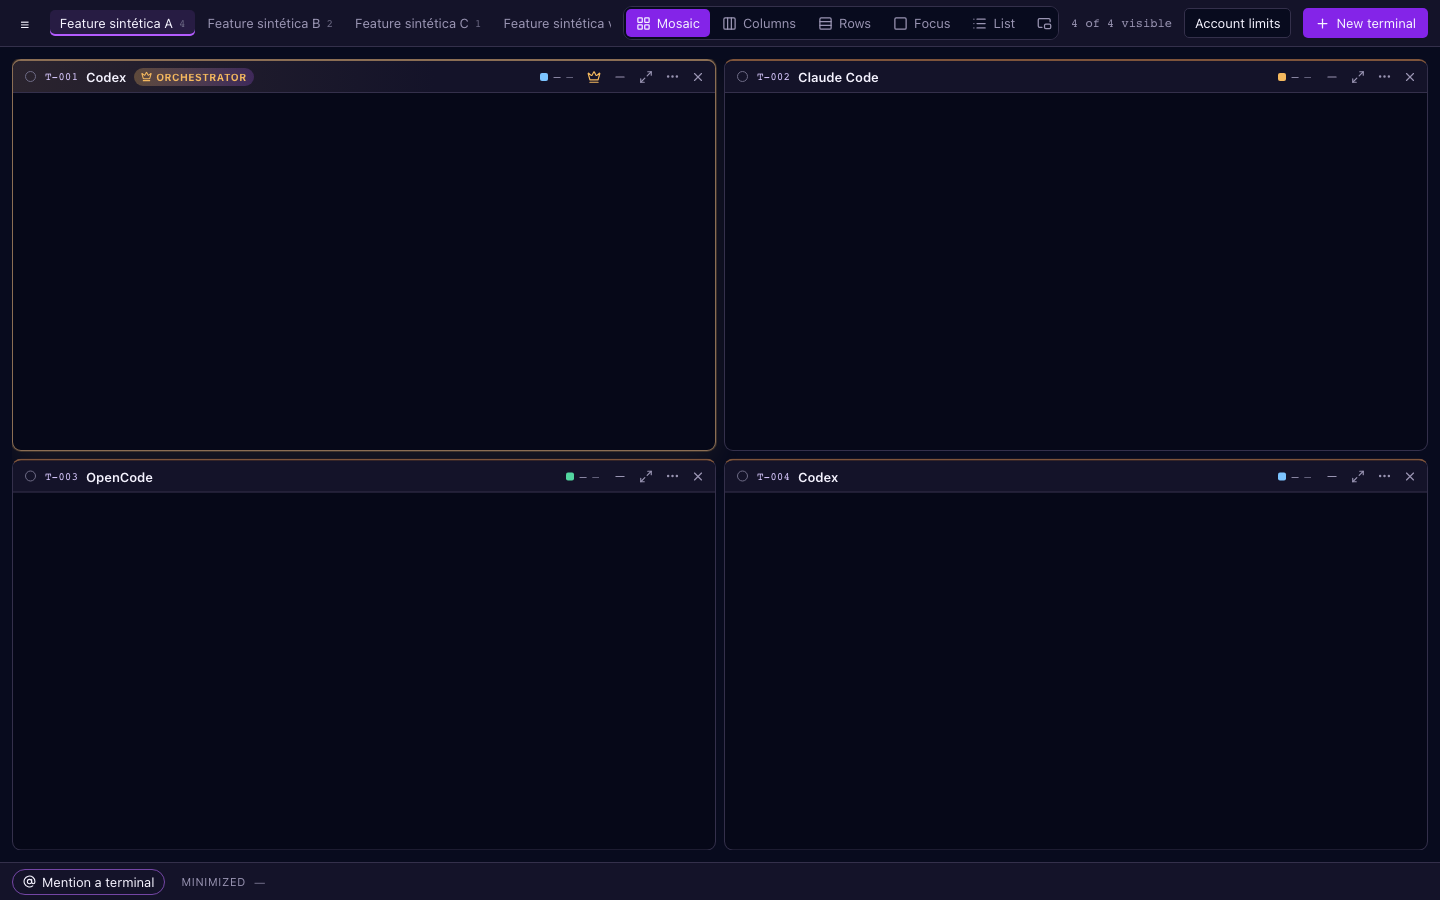 Feature sintética A 4 Feature sintética B 2 Feature sintética C 1 Feature sintética Mosaic Columns Rows Focus List 4 of 4 visible Account limits + New terminal
T-001 Codex ORCHESTRATOR — —
T-002 Claude Code — —
T-003 OpenCode — —
T-004 Codex — —
@ Mention a terminal MINIMIZED —